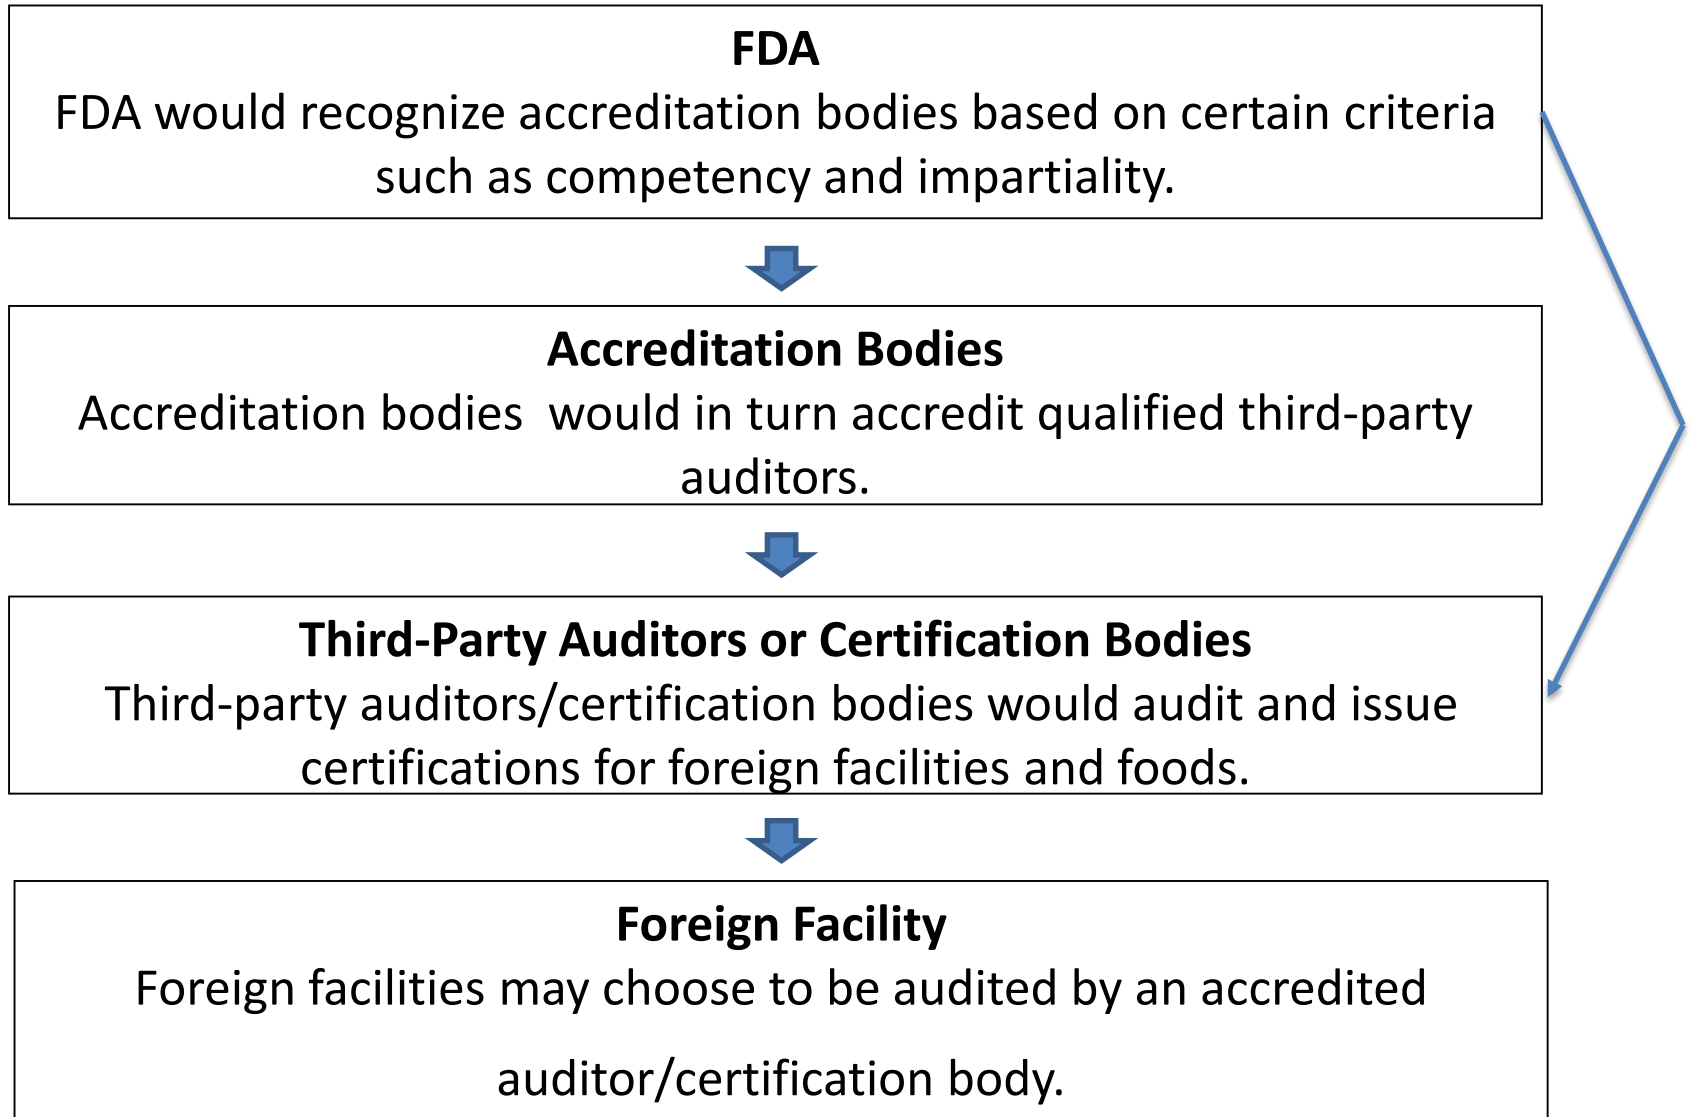 FDA
FDA would recognize accreditation bodies based on certain criteria
such as competency and impartiality.
Accreditation Bodies
Accreditation bodies  would in turn accredit qualified third-party
auditors.
Third-Party Auditors or Certification Bodies
Third-party auditors/certification bodies would audit and issue
certifications for foreign facilities and foods.
Foreign Facility
Foreign facilities may choose to be audited by an accredited
auditor/certification body.